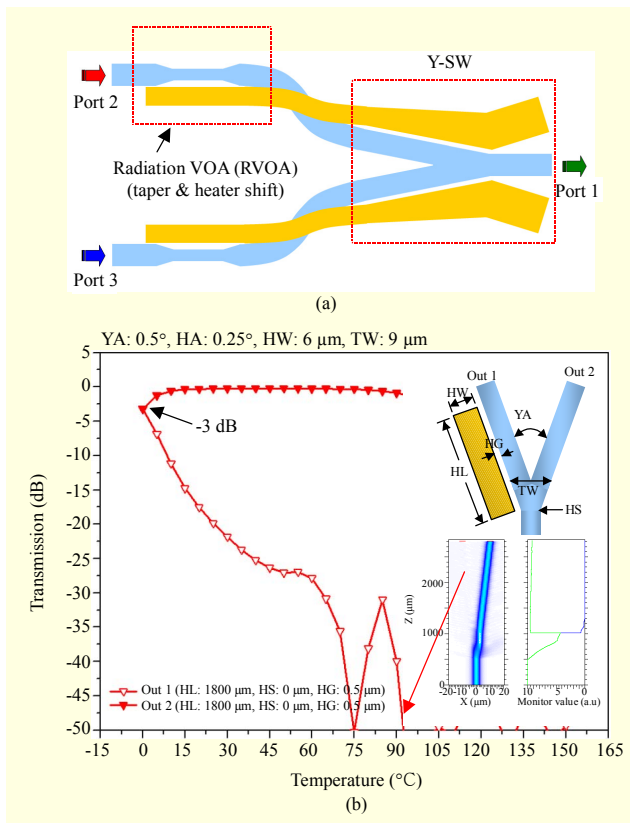 Y-SW
Port 2
Radiation VOA (RVOA)
(taper & heater shift)
Port 1
Port 3
(a)
YA: 0.5°, HA: 0.25°, HW: 6 µm, TW: 9 µm
5
0
-5
-10
-15
-20
-25
-30
-35
-40
-45
-50
Transmission (dB)
-3 dB
Out 1
Out 2
HW
YA
HG
HL
TW
HS
2000
1000
0
Z (µm)
-20
-10
0
10
20
X (µm)
10
0
Monitor value (a.u)
Out 1 (HL: 1800 µm, HS: 0 µm, HG: 0.5 µm)
Out 2 (HL: 1800 µm, HS: 0 µm, HG: 0.5 µm)
-15
0
15
30
45
60
75
90
105
120
135
150
165
Temperature (°C)
(b)